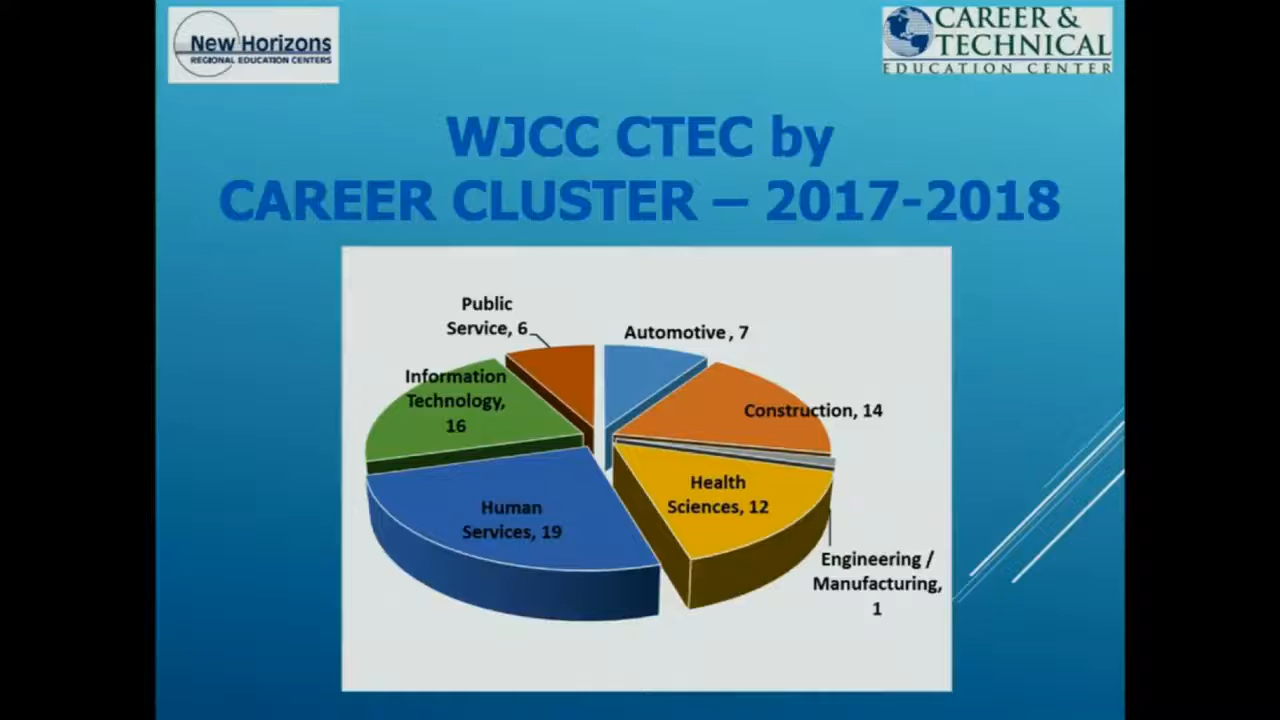 New Horizons
REGIONAL EDUCATION CENTERS
CAREER &
TECHNICAL
EDUCATION CENTER
WJCC CTEC by
CAREER CLUSTER – 2017-2018
Public
Service, 6
Automotive , 7
Information
Technology,
16
Construction, 14
Health
Sciences, 12
Human
Services, 19
Engineering /
Manufacturing,
1